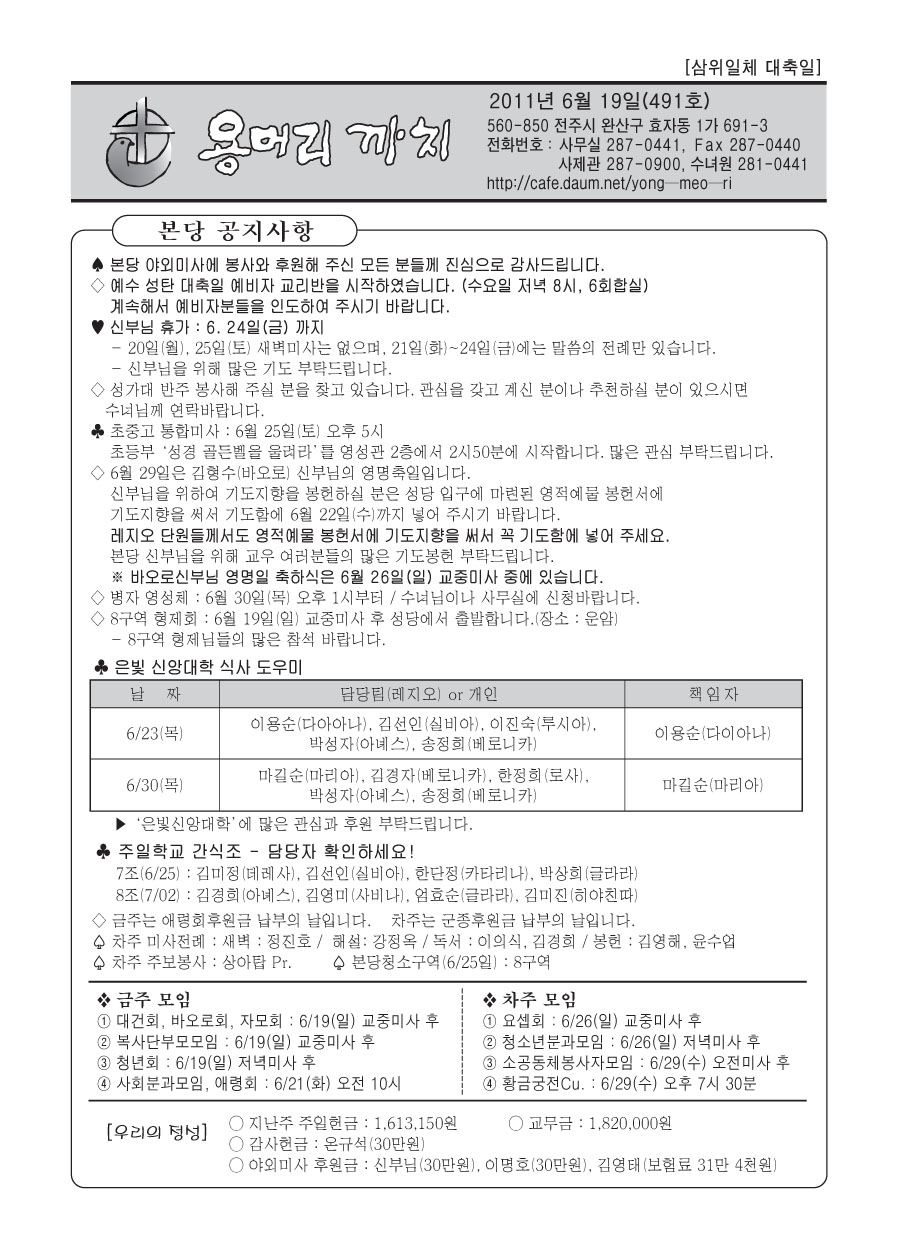 [삼위일체 대축일]
용머리 까치
2011년 6월 19일(491호)
560-850 전주시 완산구 효자동 1가 691-3
전화번호 : 사무실 287-0441, Fax 287-0440
사제관 287-0900, 수녀원 281-0441
http://cafe.daum.net/yong─meo─ri
본당 공지사항
♠ 본당 야외미사에 봉사와 후원해 주신 모든 분들께 진심으로 감사드립니다.
◇ 예수 성탄 대축일 예비자 교리반을 시작하였습니다. (수요일 저녁 8시, 6회합실)
계속해서 예비자분들을 인도하여 주시기 바랍니다.
♥ 신부님 휴가 : 6. 24일(금) 까지
- 20일(월), 25일(토) 새벽미사는 없으며, 21일(화)~24일(금)에는 말씀의 전례만 있습니다.
- 신부님을 위해 많은 기도 부탁드립니다.
◇ 성가대 반주 봉사해 주실 분을 찾고 있습니다. 관심을 갖고 계신 분이나 추천하실 분이 있으시면
수녀님께 연락바랍니다.
♣ 초중고 통합미사 : 6월 25일(토) 오후 5시
초등부 ‘성경 골든벨을 울려라’를 영성관 2층에서 2시50분에 시작합니다. 많은 관심 부탁드립니다.
◇ 6월 29일은 김형수(바오로) 신부님의 영명축일입니다.
신부님을 위하여 기도지향을 봉헌하실 분은 성당 입구에 마련된 영적예물 봉헌서에
기도지향을 써서 기도함에 6월 22일(수)까지 넣어 주시기 바랍니다.
레지오 단원들께서도 영적예물 봉헌서에 기도지향을 써서 꼭 기도함에 넣어 주세요.
본당 신부님을 위해 교우 여러분들의 많은 기도봉헌 부탁드립니다.
※ 바오로신부님 영명일 축하식은 6월 26일(일) 교중미사 중에 있습니다.
◇ 병자 영성체 : 6월 30일(목) 오후 1시부터 / 수녀님이나 사무실에 신청바랍니다.
◇ 8구역 형제회 : 6월 19일(일) 교중미사 후 성당에서 출발합니다.(장소 : 운암)
- 8구역 형제님들의 많은 참석 바랍니다.
♣ 은빛 신앙대학 식사 도우미
날 짜 담당팀(레지오) or 개인 책임자
6/23(목) 이용순(다아아나), 김선인(실비아), 이진숙(루시아), 박성자(아녜스), 송정희(베로니카) 이용순(다이아나)
6/30(목) 마길순(마리아), 김경자(베로니카), 한정희(로사), 박성자(아녜스), 송정희(베로니카) 마길순(마리아)
▶ ‘은빛신앙대학’에 많은 관심과 후원 부탁드립니다.
♣ 주일학교 간식조 - 담당자 확인하세요!
7조(6/25) : 김미정(데레사), 김선인(실비아), 한단정(카타리나), 박상희(글라라)
8조(7/02) : 김경희(아녜스), 김영미(사비나), 엄효순(글라라), 김미진(히야친따)
◇ 금주는 애령회후원금 납부의 날입니다. 차주는 군종후원금 납부의 날입니다.
♤ 차주 미사전례 : 새벽 : 정진호 / 해설: 강정옥 / 독서 : 이의식, 김경희 / 봉헌 : 김영해, 윤수업
♤ 차주 주보봉사 : 상아탑 Pr. ♤ 본당청소구역(6/25일) : 8구역
❖ 금주 모임
① 대건회, 바오로회, 자모회 : 6/19(일) 교중미사 후
② 복사단부모모임 : 6/19(일) 교중미사 후
③ 청년회 : 6/19(일) 저녁미사 후
④ 사회분과모임, 애령회 : 6/21(화) 오전 10시
❖ 차주 모임
① 요셉회 : 6/26(일) 교중미사 후
② 청소년분과모임 : 6/26(일) 저녁미사 후
③ 소공동체봉사자모임 : 6/29(수) 오전미사 후
④ 황금궁전Cu. : 6/29(수) 오후 7시 30분
[우리의 정성]
○ 지난주 주일헌금 : 1,613,150원 ○ 교무금 : 1,820,000원
○ 감사헌금 : 온규석(30만원)
○ 야외미사 후원금 : 신부님(30만원), 이명호(30만원), 김영태(보험료 31만 4천원)